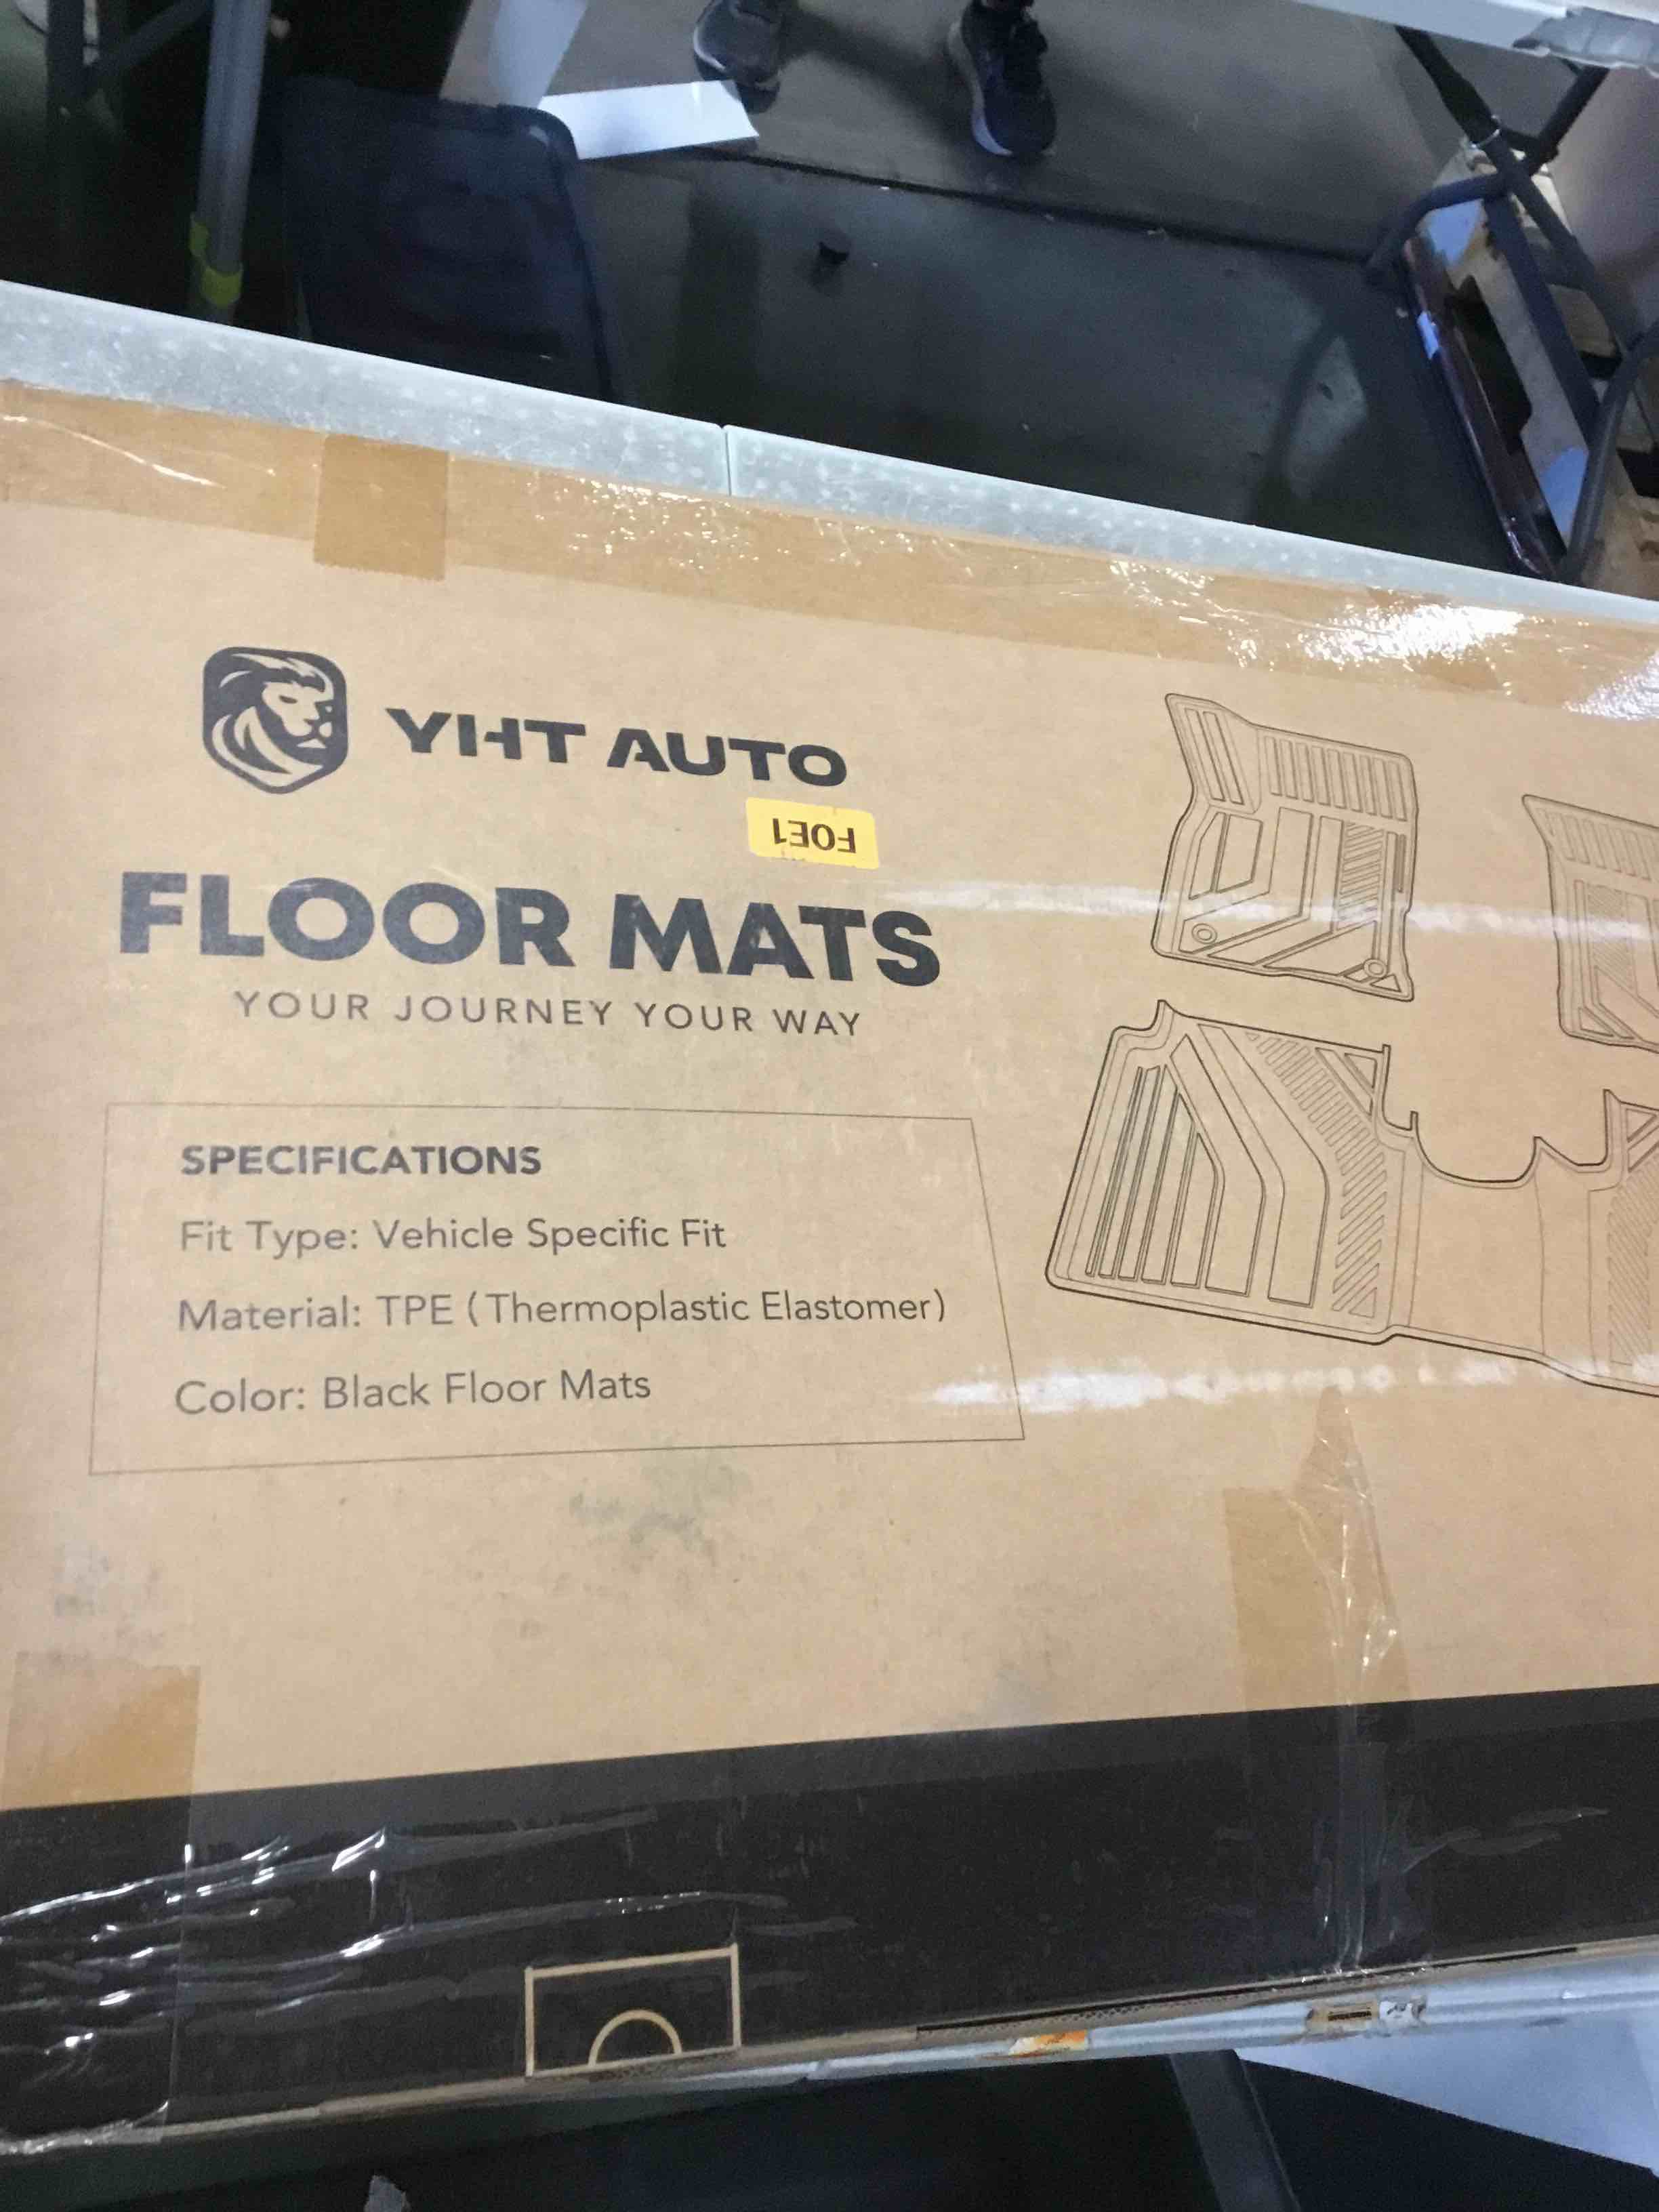 YHT AUTO
FOE1
FLOOR MATS
YOUR JOURNEY YOUR WAY
SPECIFICATIONS
Fit Type: Vehicle Specific Fit
Material: TPE (Thermoplastic Elastomer)
Color: Black Floor Mats